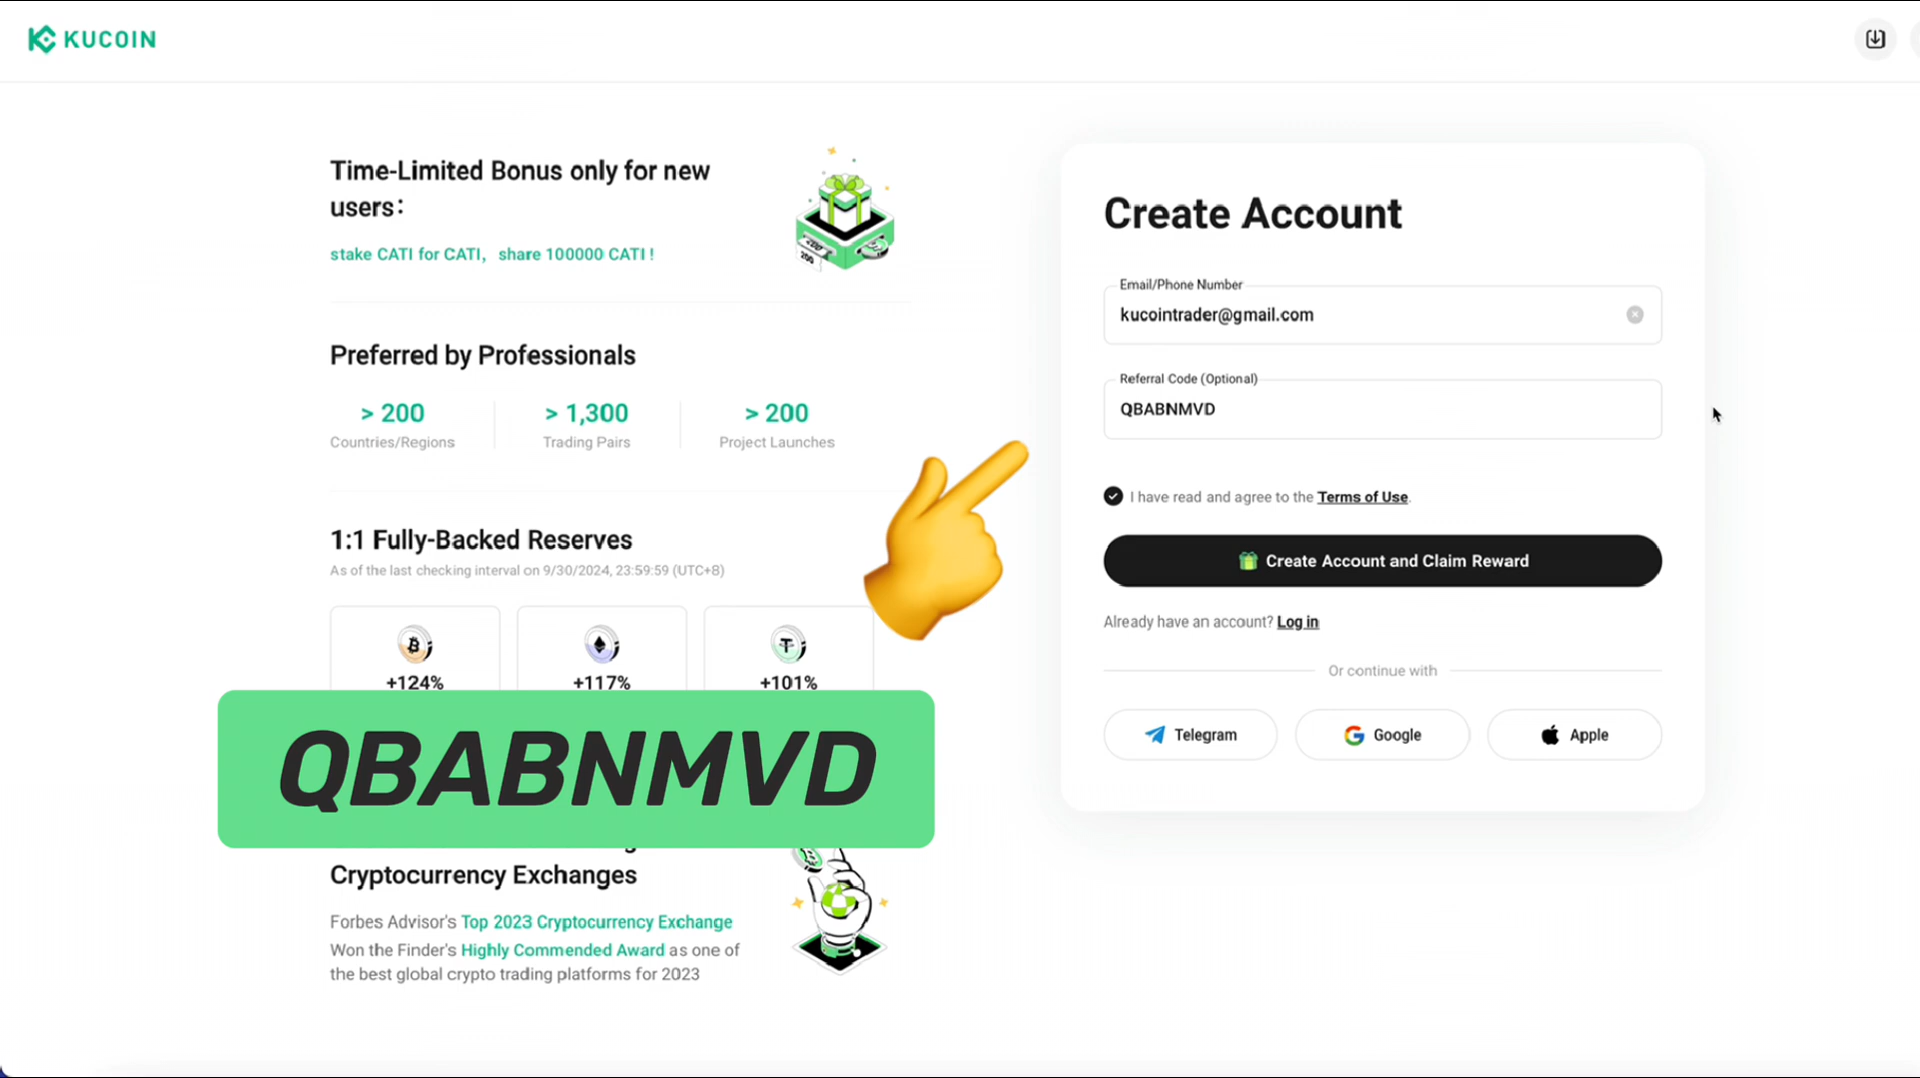 KUCOIN
Time-Limited Bonus only for new
users:
stake CATI for CATI, share 100000 CATI !
Preferred by Professionals
> 200
Countries/Regions
> 1,300
Trading Pairs
> 200
Project Launches
1:1 Fully-Backed Reserves
As of the last checking interval on 9/30/2024, 23:59:59 (UTC+8)
+124%
+117%
+101%
QBABNMVD
Cryptocurrency Exchanges
Forbes Advisor's Top 2023 Cryptocurrency Exchange
Won the Finder's Highly Commended Award as one of
the best global crypto trading platforms for 2023
Create Account
Email/Phone Number
kucointrader@gmail.com
Referral Code (Optional)
QBABNMVD
I have read and agree to the Terms of Use.
Create Account and Claim Reward
Already have an account? Log in
Or continue with
Telegram
Google
Apple